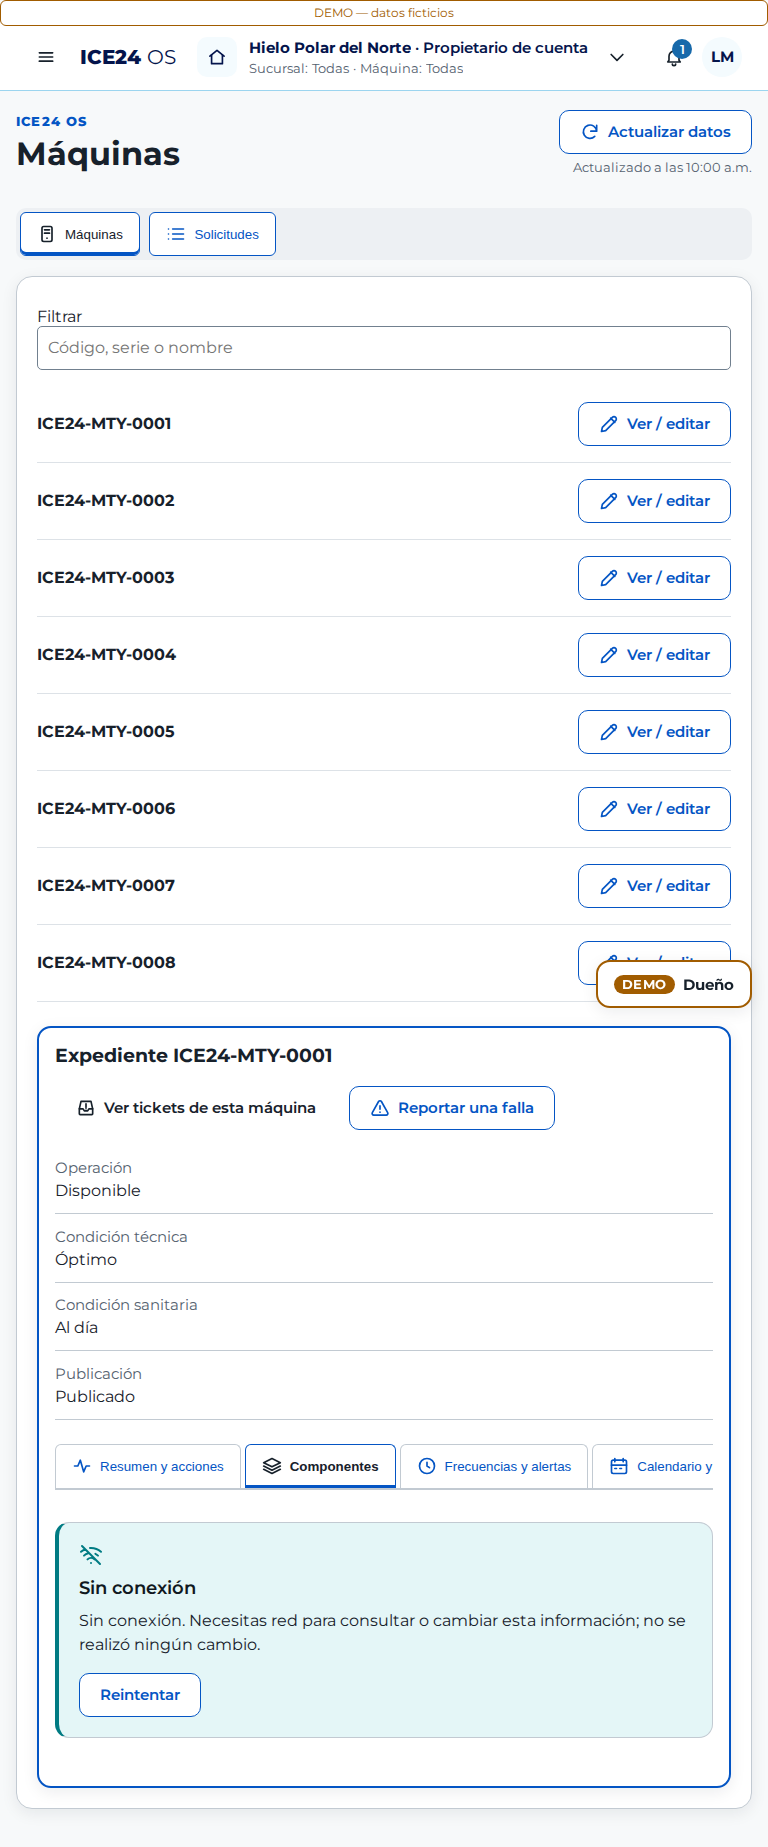 DEMO — datos ficticios
ICE24 OS
Hielo Polar del Norte · Propietario de cuenta
Sucursal: Todas · Máquina: Todas
1
LM
ICE24 OS
Máquinas
Actualizar datos
Actualizado a las 10:00 a.m.
Máquinas
Solicitudes
Filtrar
Código, serie o nombre
ICE24-MTY-0001
Ver / editar
ICE24-MTY-0002
Ver / editar
ICE24-MTY-0003
Ver / editar
ICE24-MTY-0004
Ver / editar
ICE24-MTY-0005
Ver / editar
ICE24-MTY-0006
Ver / editar
ICE24-MTY-0007
Ver / editar
ICE24-MTY-0008
DEMO Dueño
Expediente ICE24-MTY-0001
Ver tickets de esta máquina
Reportar una falla
Operación
Disponible
Condición técnica
Óptimo
Condición sanitaria
Al día
Publicación
Publicado
Resumen y acciones
Componentes
Frecuencias y alertas
Calendario y
Sin conexión
Sin conexión. Necesitas red para consultar o cambiar esta información; no se
realizó ningún cambio.
Reintentar